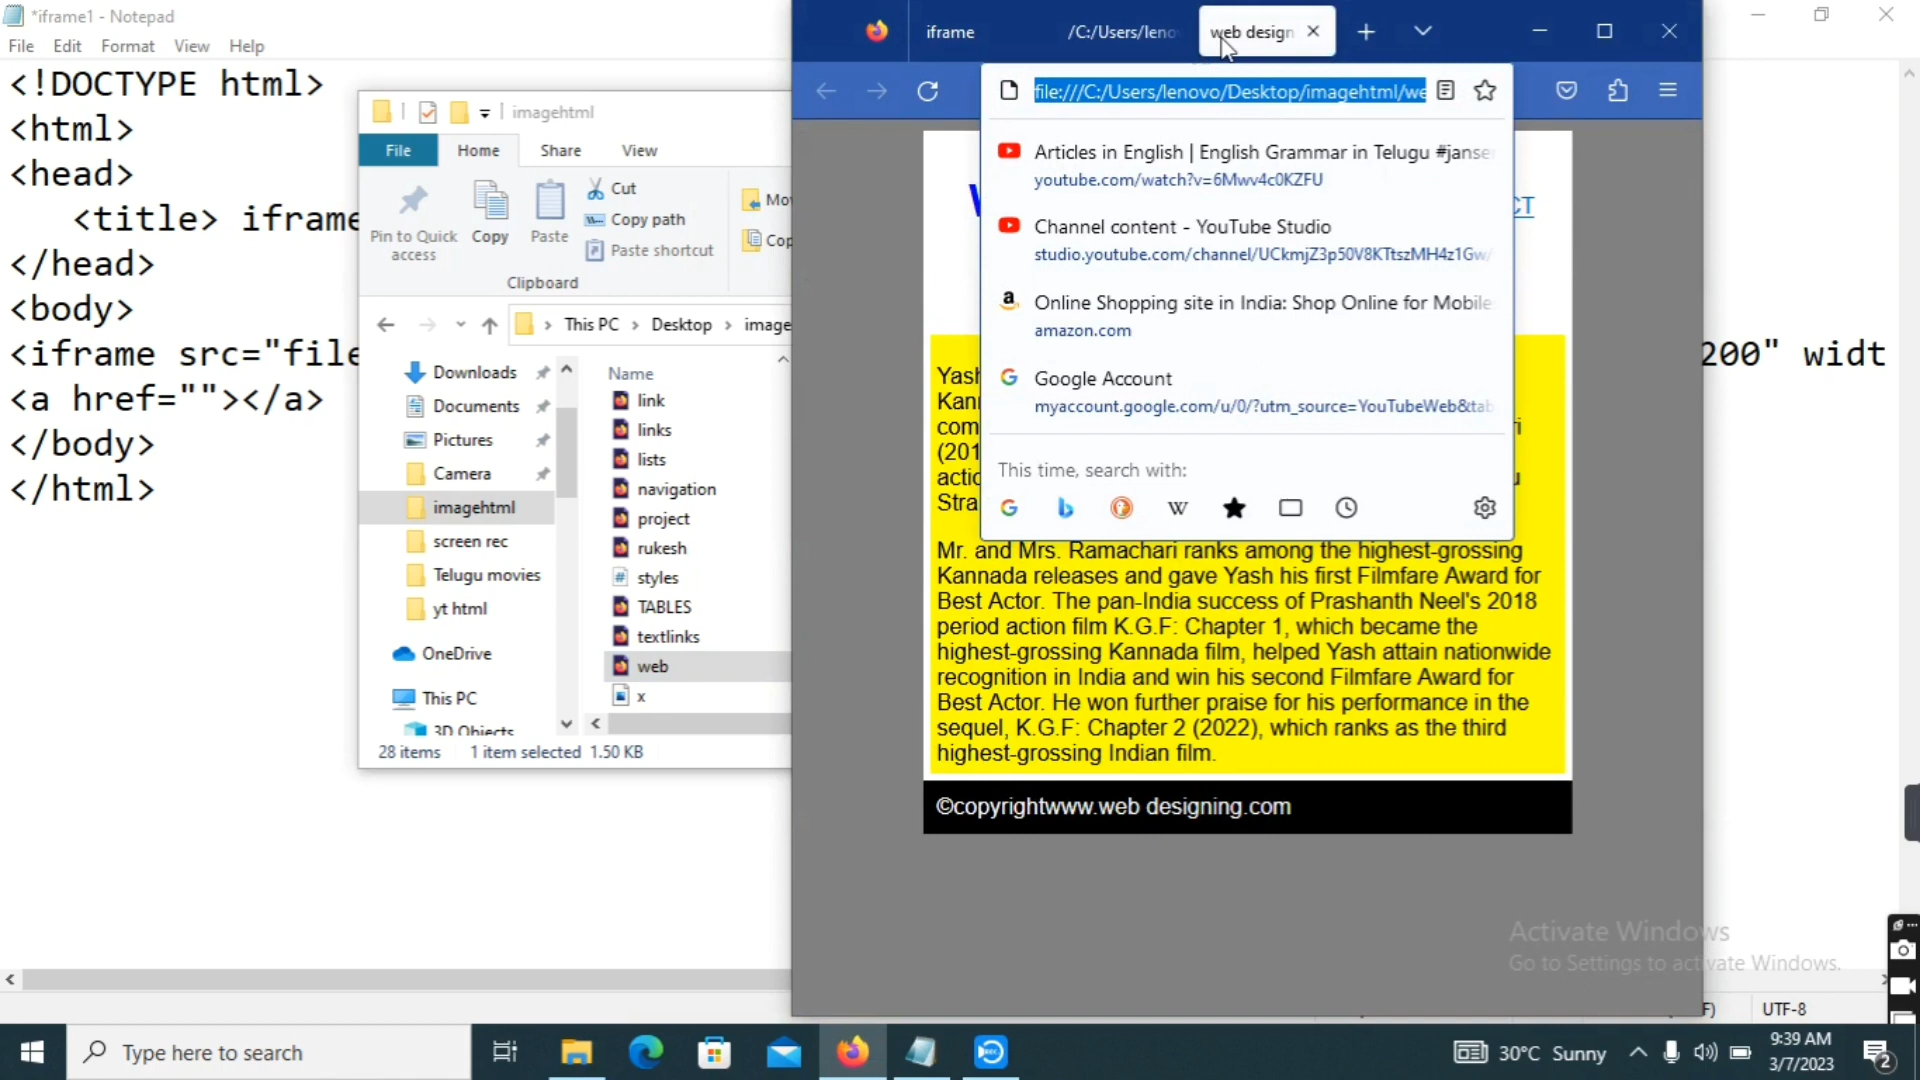 *iframe1 - Notepad
File Edit Format View Help
<!DOCTYPE html>
<html>
<head>
<title> iframe
</head>
<body>
<iframe src="file
200" widt
<a href=""></a>
</body>
</html>
imagehtml
File Home Share View
Pin to Quick access
Copy
Paste
Cut
Copy path
Paste shortcut
Clipboard
This PC > Desktop >
Downloads
Documents
Pictures
Camera
imagehtml
screen rec
Telugu movies
yt html
OneDrive
This PC
3D Objects
Name
link
links
lists
navigation
project
rukesh
styles
TABLES
textlinks
web
x
28 items 1 item selected 1.50 KB
iframe
/C:/Users/leno
web design
file:///C:/Users/lenovo/Desktop/imagehtml/we
Articles in English | English Grammar in Telugu #janse
youtube.com/watch?v=6Mwv4c0KZFU
Channel content - YouTube Studio
studio.youtube.com/channel/UCkmjZ3p50V8KTtszMH4z1Gw/
Online Shopping site in India: Shop Online for Mobile
amazon.com
Google Account
myaccount.google.com/u/0/?utm_source=YouTubeWeb&tab
This time, search with:
CT
Yash
Kann
com
(201
actio
Stra
Mr. and Mrs. Ramachari ranks among the highest-grossing
Kannada releases and gave Yash his first Filmfare Award for
Best Actor. The pan-India success of Prashanth Neel's 2018
period action film K.G.F: Chapter 1, which became the
highest-grossing Kannada film, helped Yash attain nationwide
recognition in India and win his second Filmfare Award for
Best Actor. He won further praise for his performance in the
sequel, K.G.F: Chapter 2 (2022), which ranks as the third
highest-grossing Indian film.
©copyrightwww.web designing.com
Activate Windows
Go to Settings to activate Windows.
F) UTF-8
Type here to search
REC
30°C Sunny
9:39 AM
3/7/2023
2